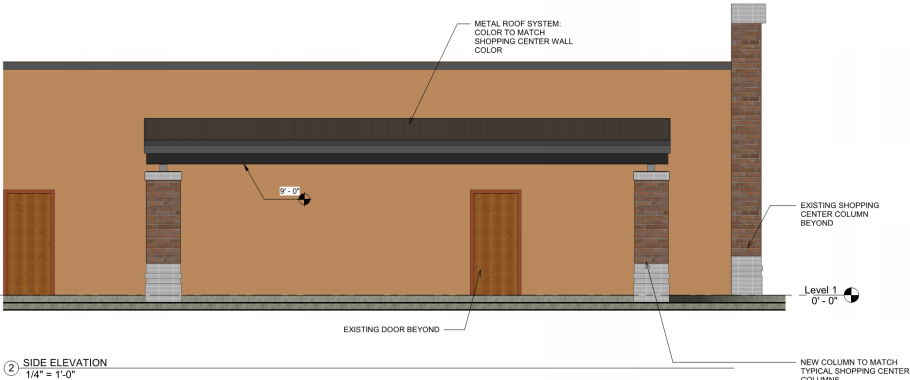 METAL ROOF SYSTEM:
COLOR TO MATCH
SHOPPING CENTER WALL
COLOR
9' - 0"
EXISTING SHOPPING
CENTER COLUMN
BEYOND
Level 1
0' - 0"
EXISTING DOOR BEYOND
2 SIDE ELEVATION
1/4" = 1'-0"
NEW COLUMN TO MATCH
TYPICAL SHOPPING CENTER
COLUMNS